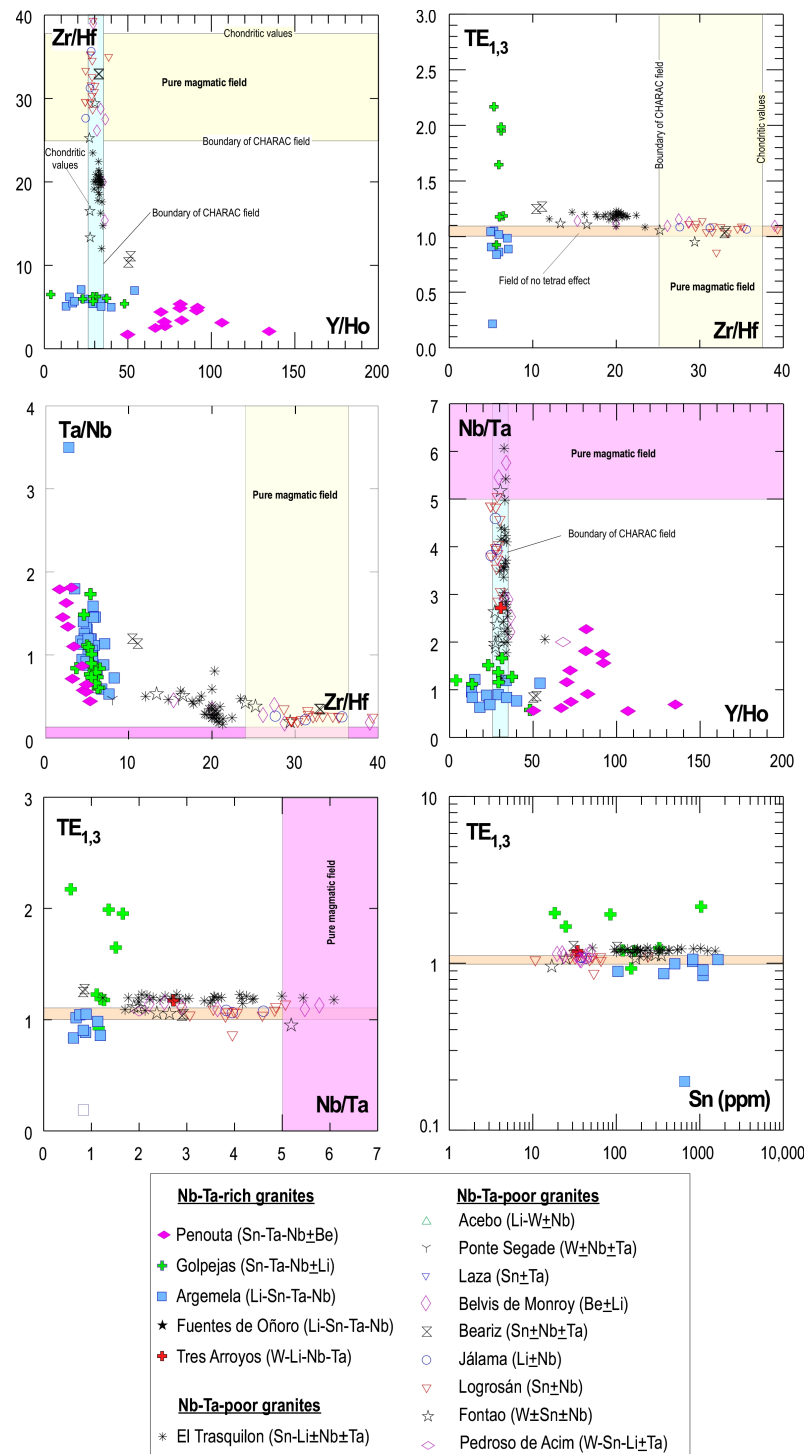 Zr/Hf
Chondritic values
Pure magmatic field
Boundary of CHARAC field
Chondritic values
Boundary of CHARAC field
Y/Ho
40
30
20
10
0
0 50 100 150 200
TE1,3
Boundary of CHARAC field
Chondritic values
Field of no tetrad effect
Pure magmatic field
Zr/Hf
3.0
2.5
2.0
1.5
1.0
0.5
0.0
0 10 20 30 40
Ta/Nb
Pure magmatic field
Zr/Hf
4
3
2
1
0
0 10 20 30 40
Nb/Ta
Pure magmatic field
Boundary of CHARAC field
Y/Ho
7
6
5
4
3
2
1
0
0 50 100 150 200
TE1,3
Pure magmatic field
Nb/Ta
3
2
1
0
0 1 2 3 4 5 6 7
TE1,3
Sn (ppm)
10
1
0.1
1 10 100 1000 10,000
Nb-Ta-rich granites
Penouta (Sn-Ta-Nb±Be)
Golpejas (Sn-Ta-Nb±Li)
Argemela (Li-Sn-Ta-Nb)
Fuentes de Oñoro (Li-Sn-Ta-Nb)
Tres Arroyos (W-Li-Nb-Ta)
Nb-Ta-poor granites
El Trasquilon (Sn-Li±Nb±Ta)
Nb-Ta-poor granites
Acebo (Li-W±Nb)
Ponte Segade (W±Nb±Ta)
Laza (Sn±Ta)
Belvis de Monroy (Be±Li)
Beariz (Sn±Nb±Ta)
Jálama (Li±Nb)
Logrosán (Sn±Nb)
Fontao (W±Sn±Nb)
Pedroso de Acim (W-Sn-Li±Ta)